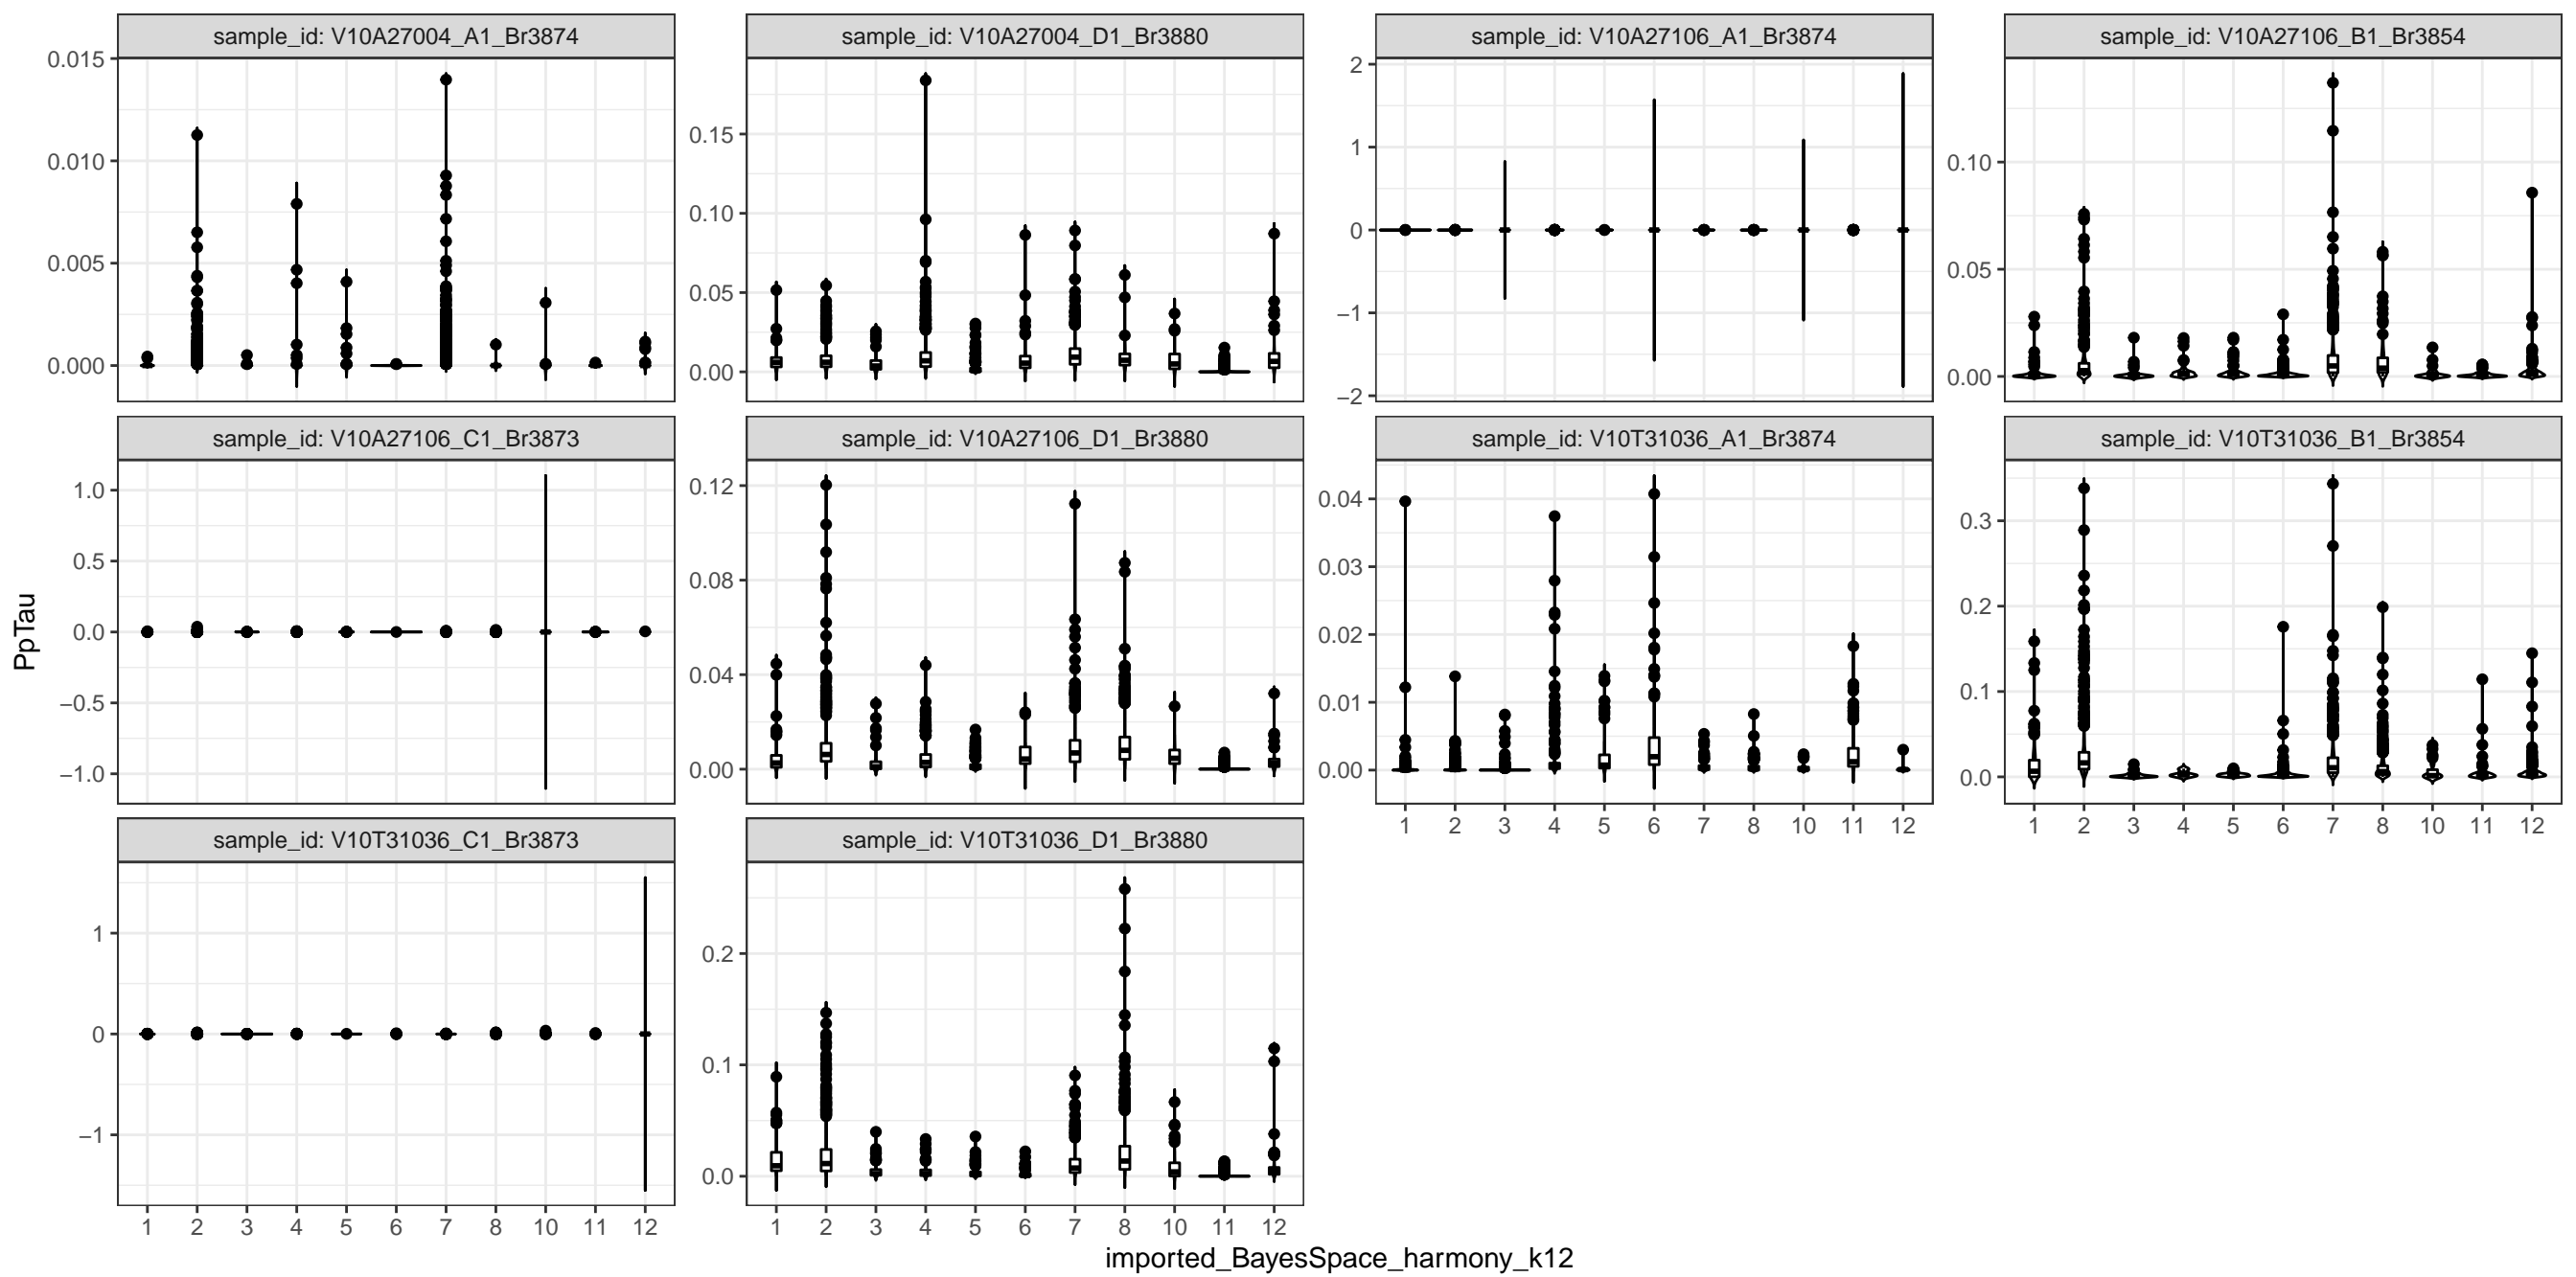 sample_id: V10A27004_A1_Br3874
sample_id: V10A27004_D1_Br3880
sample_id: V10A27106_A1_Br3874
sample_id: V10A27106_B1_Br3854
0.015
0.010
0.005
0.000
0.15
0.10
0.05
0.00
2
1
0
−1
−2
0.10
0.05
0.00
sample_id: V10A27106_C1_Br3873
sample_id: V10A27106_D1_Br3880
sample_id: V10T31036_A1_Br3874
sample_id: V10T31036_B1_Br3854
1.0
0.5
0.0
−0.5
−1.0
0.12
0.08
0.04
0.00
0.04
0.03
0.02
0.01
0.00
0.3
0.2
0.1
0.0
1 2 3 4 5 6 7 8 10 11 12
1 2 3 4 5 6 7 8 10 11 12
PpTau
sample_id: V10T31036_C1_Br3873
sample_id: V10T31036_D1_Br3880
1
0
−1
0.2
0.1
0.0
1 2 3 4 5 6 7 8 10 11 12
1 2 3 4 5 6 7 8 10 11 12
imported_BayesSpace_harmony_k12